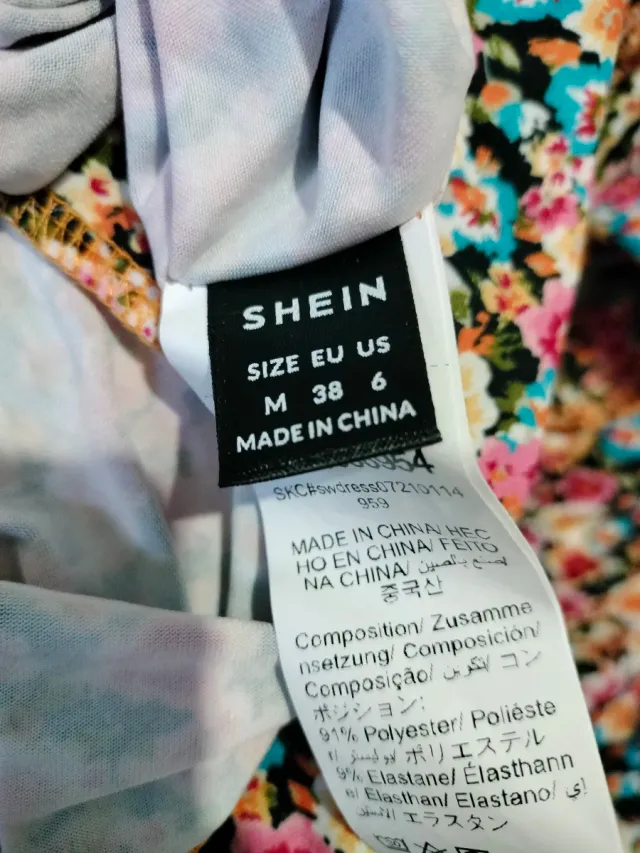 SHEIN
SIZE EU US
M 38 6
MADE IN CHINA
SKC#swdress07210114
959
MADE IN CHINA/ HEC
HO EN CHINA/ FEITO
NA CHINA/ صنع بالصين
중국산
Composition/ Zusamme
nsetzung/ Composición/
Composição/ تكوين/ コン
ポジション:
91% Polyester/ Poliéste
ポリエステル
9% Elastane/ Élasthann
e/ Elasthan/ Elastano/
エラスタン